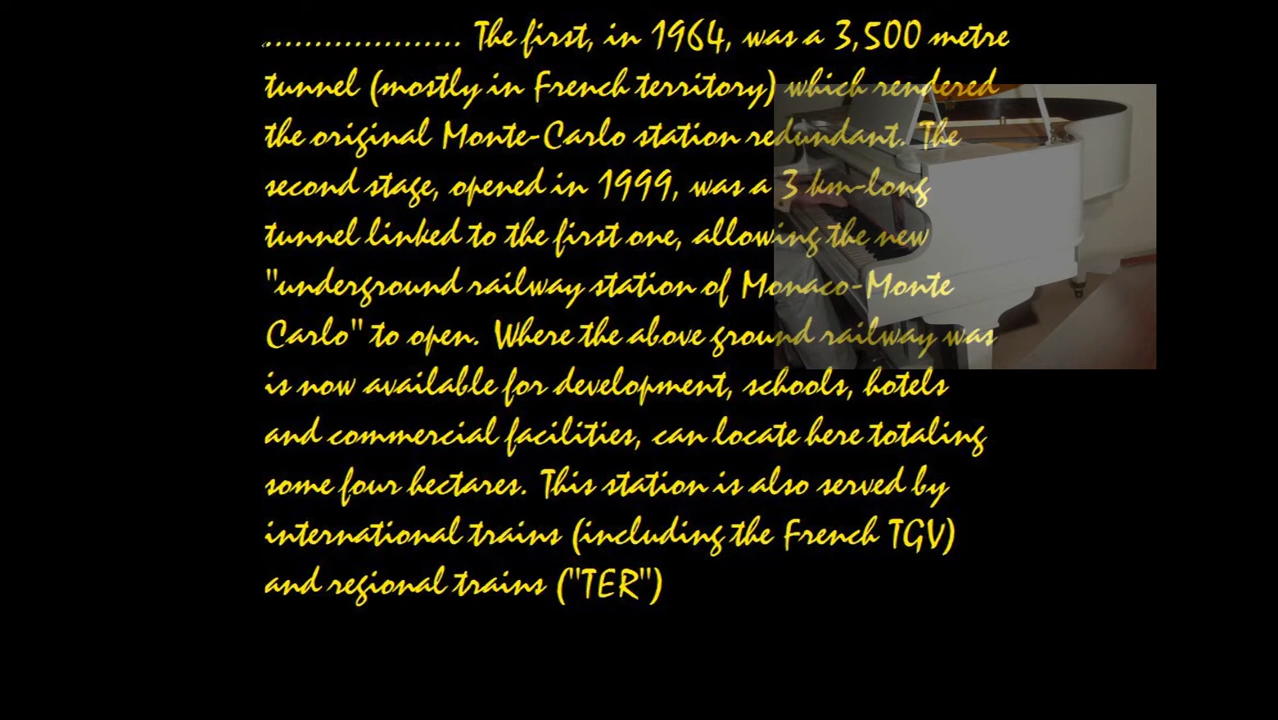 .................... The first, in 1964, was a 3,500 metre
tunnel (mostly in French territory) which rendered
the original Monte-Carlo station redundant. The
second stage, opened in 1999, was a 3 km-long
tunnel linked to the first one, allowing the new
"underground railway station of Monaco-Monte
Carlo" to open. Where the above ground railway was
is now available for development, schools, hotels
and commercial facilities, can locate here totaling
some four hectares. This station is also served by
international trains (including the French TGV)
and regional trains ("TER")